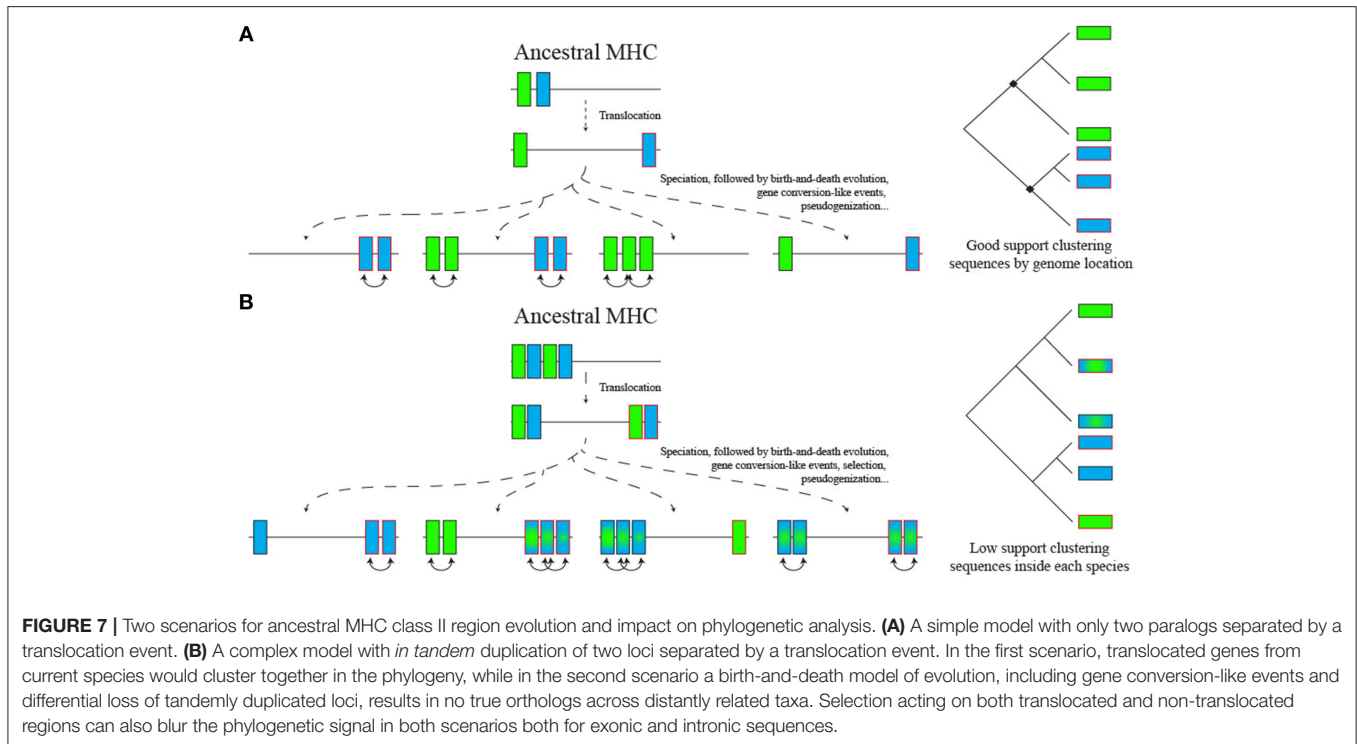 A
Ancestral MHC
Translocation
Speciation, followed by birth-and-death evolution,
gene conversion-like events,
pseudogenization...
Good support clustering
sequences by genome location
B
Ancestral MHC
Translocation
Speciation, followed by birth-and-death evolution,
gene conversion-like events, selection,
pseudogenization...
Low support clustering
sequences inside each species
FIGURE 7 | Two scenarios for ancestral MHC class II region evolution and impact on phylogenetic analysis. (A) A simple model with only two paralogs separated by a
translocation event. (B) A complex model with in tandem duplication of two loci separated by a translocation event. In the first scenario, translocated genes from
current species would cluster together in the phylogeny, while in the second scenario a birth-and-death model of evolution, including gene conversion-like events and
differential loss of tandemly duplicated loci, results in no true orthologs across distantly related taxa. Selection acting on both translocated and non-translocated
regions can also blur the phylogenetic signal in both scenarios both for exonic and intronic sequences.